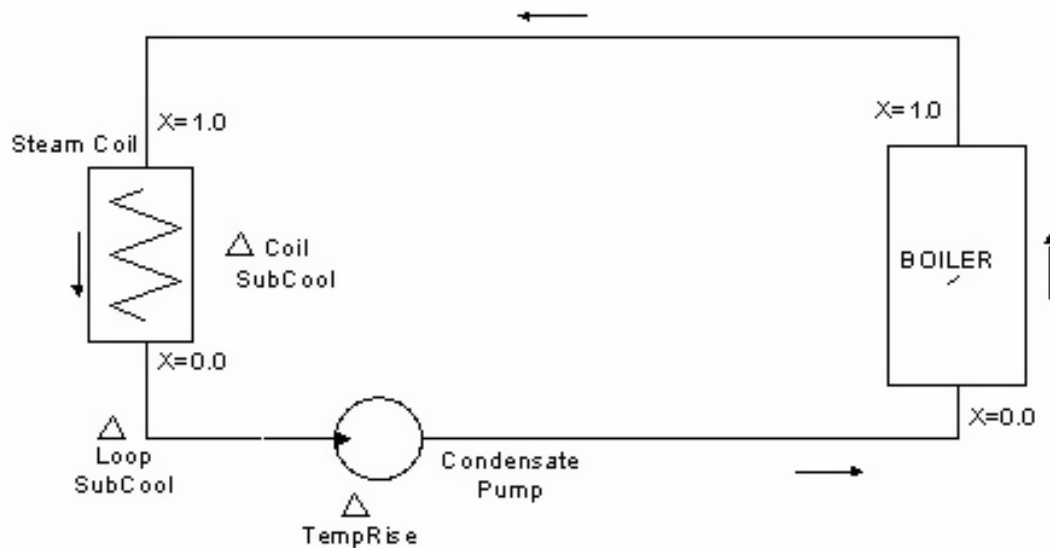 X=1.0
X=1.0
Steam Coil
△ Coil
SubCool
BOILER
X=0.0
X=0.0
△
Loop
SubCool
Condensate
Pump
△
TempRise